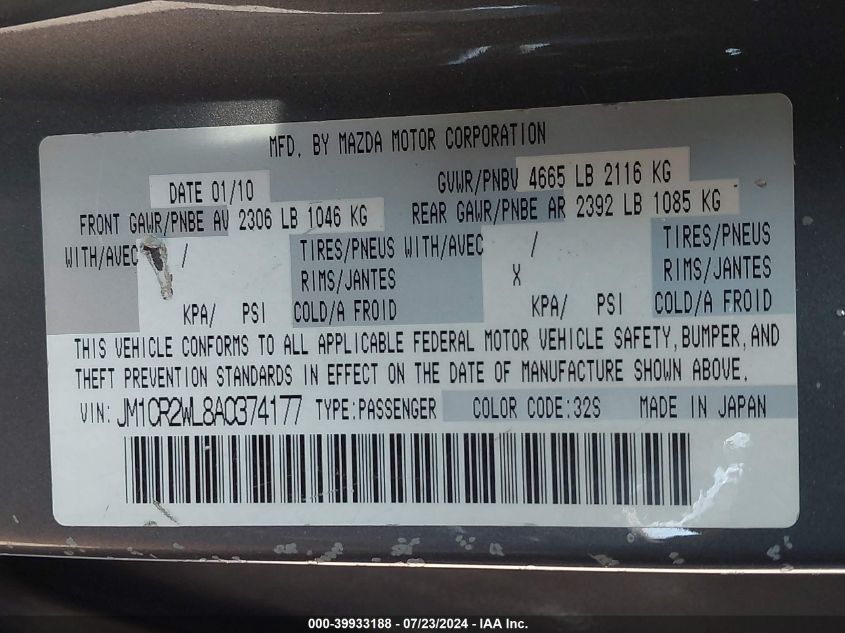 MFD. BY MAZDA MOTOR CORPORATION
DATE 01/10
GVWR/PNBV 4665 LB 2116 KG
FRONT GAWR/PNBE AV 2306 LB 1046 KG
REAR GAWR/PNBE AR 2392 LB 1085 KG
WITH/AVEC / TIRES/PNEUS WITH/AVEC / TIRES/PNEUS
RIMS/JANTES X RIMS/JANTES
KPA/ PSI COLD/A FROID KPA/ PSI COLD/A FROID
THIS VEHICLE CONFORMS TO ALL APPLICABLE FEDERAL MOTOR VEHICLE SAFETY, BUMPER, AND
THEFT PREVENTION STANDARDS IN EFFECT ON THE DATE OF MANUFACTURE SHOWN ABOVE.
VIN: JM1CR2WL8A0374177 TYPE:PASSENGER COLOR CODE:32S MADE IN JAPAN
000-39933188 - 07/23/2024 - IAA Inc.